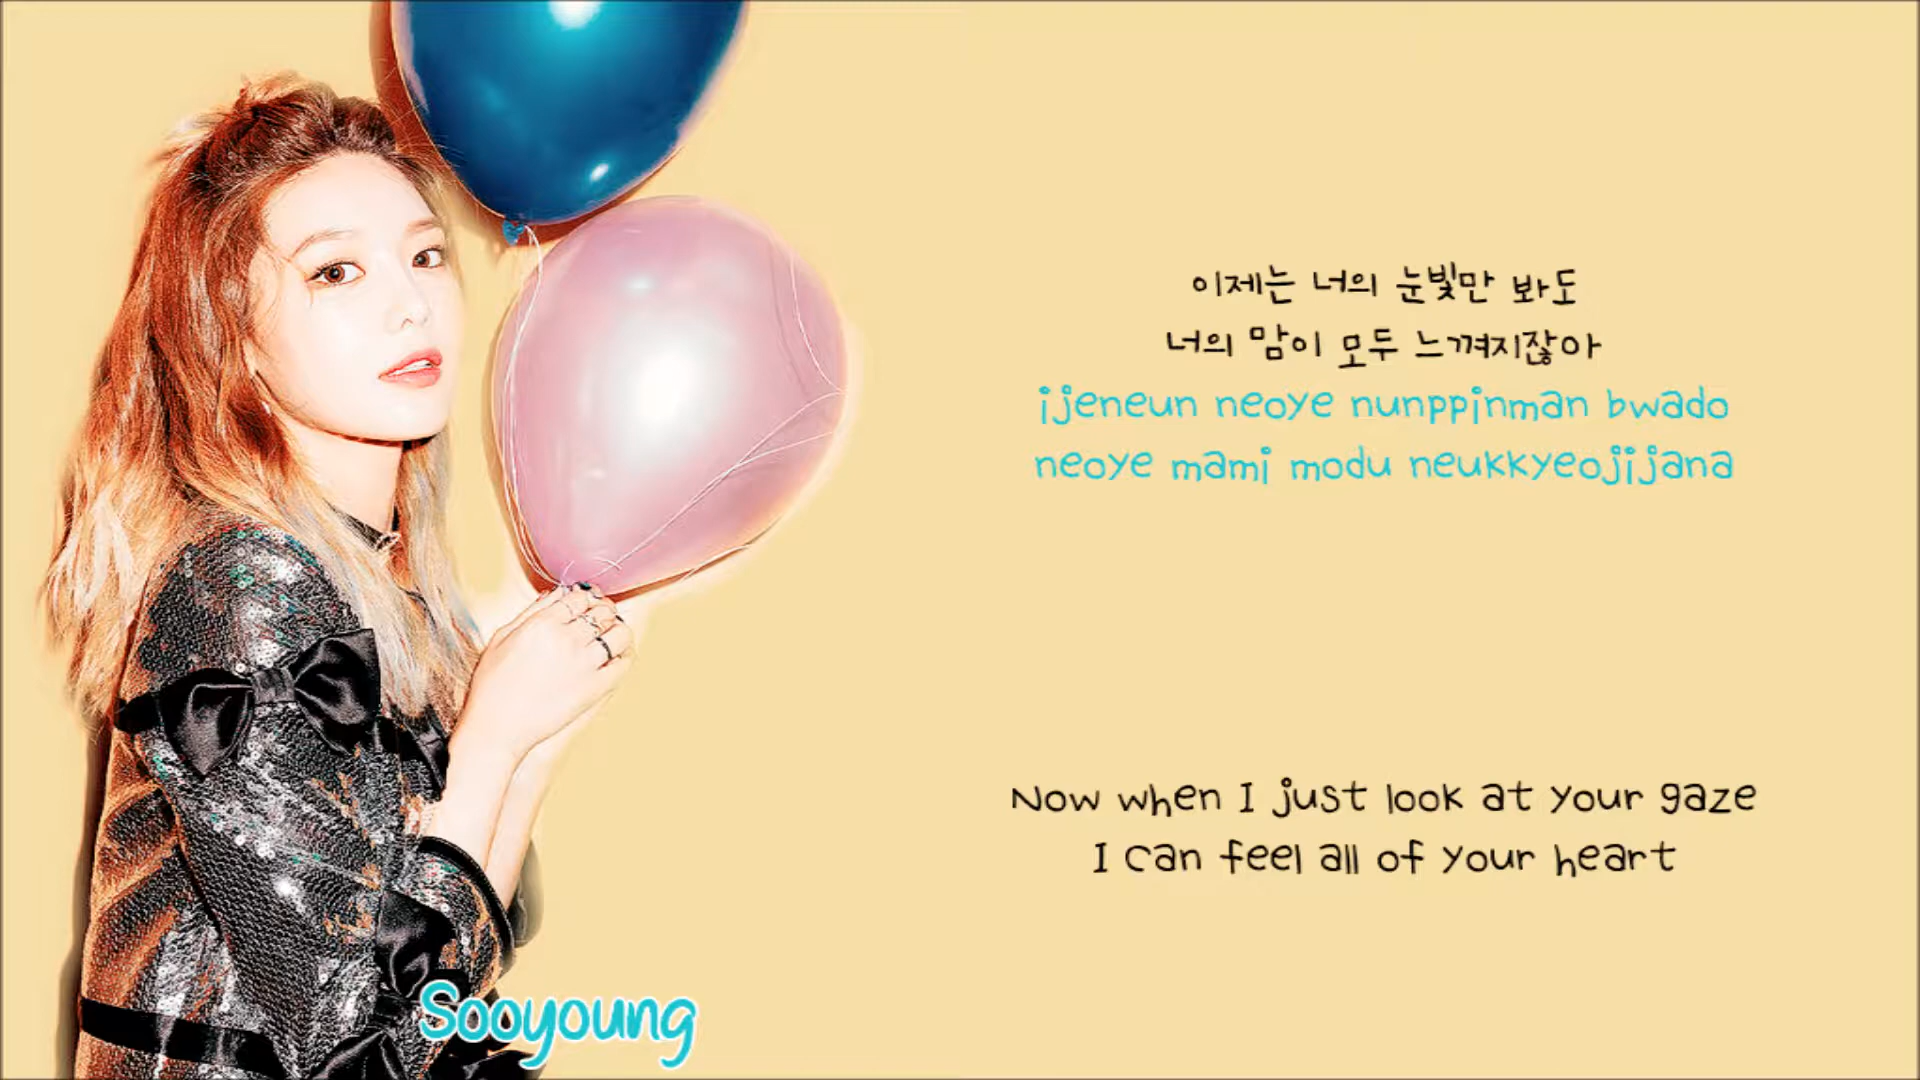 이제는 너의 눈빛만 봐도
너의 맘이 모두 느껴지잖아
ijeneun neoye nunppinman bwado
neoye mami modu neukkyeojijana
Now when I just look at your gaze
I can feel all of your heart
Sooyoung